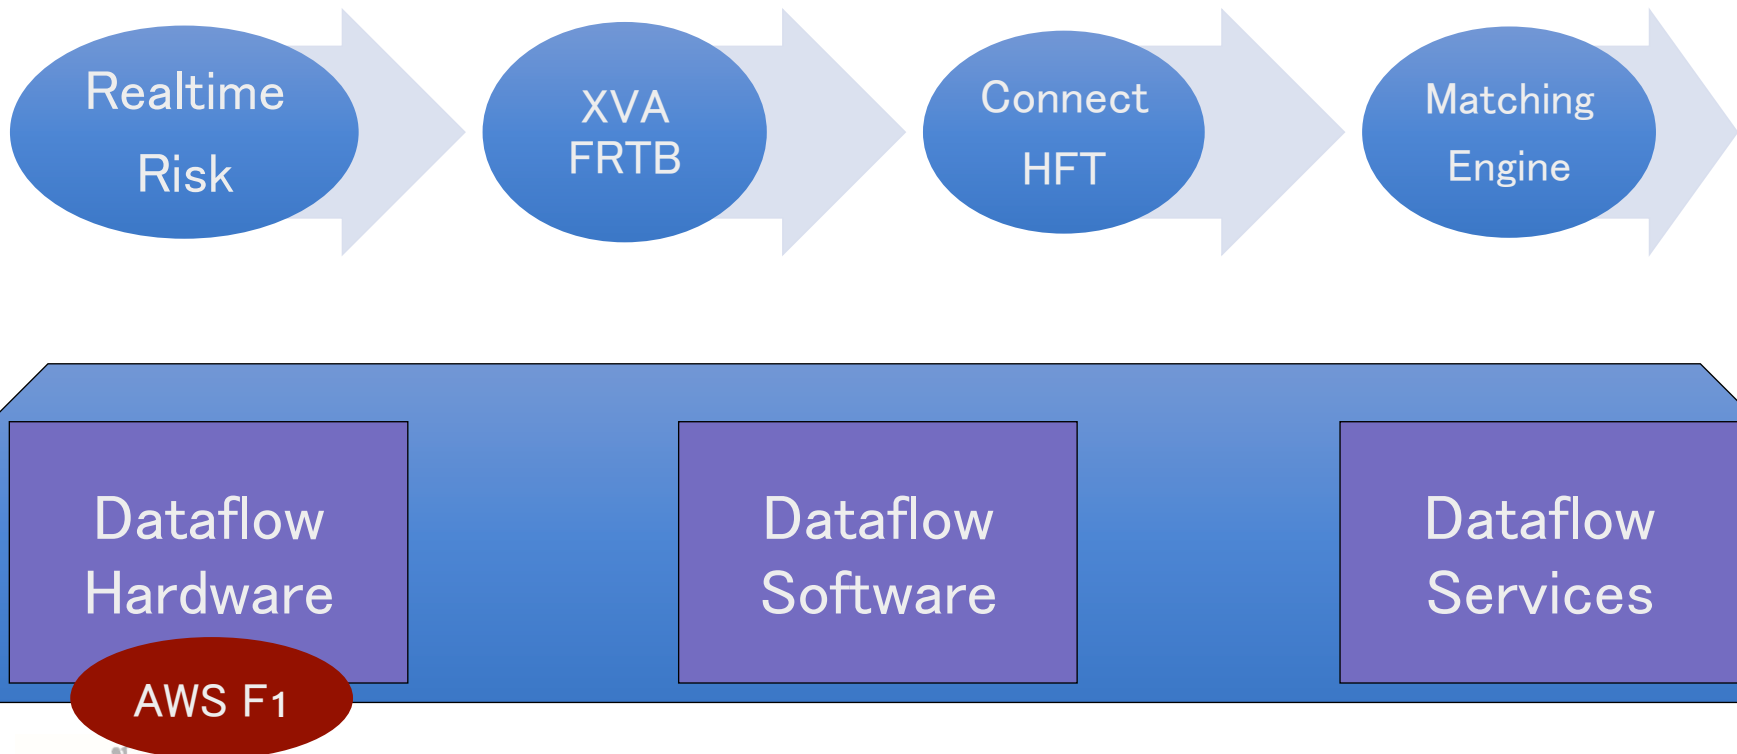 Realtime
Risk
XVA
FRTB
Connect
HFT
Matching
Engine
Dataflow
Hardware
Dataflow
Software
Dataflow
Services
AWS F1